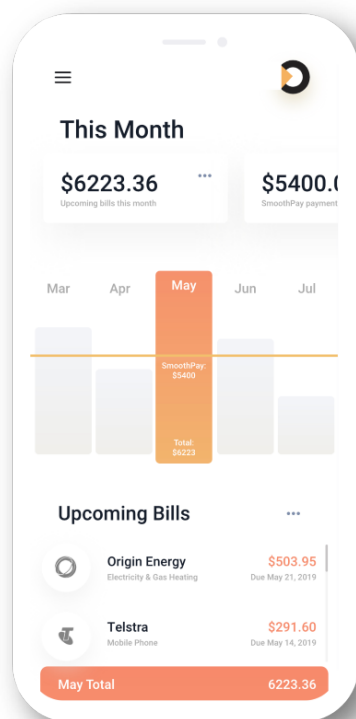 This Month
$6223.36
Upcoming bills this month
$5400.0
SmoothPay payment
Mar Apr May Jun Jul
SmoothPay:
$5400
Total:
$6223
Upcoming Bills
Origin Energy $503.95
Electricity & Gas Heating Due May 21, 2019
Telstra $291.60
Mobile Phone Due May 14, 2019
May Total 6223.36